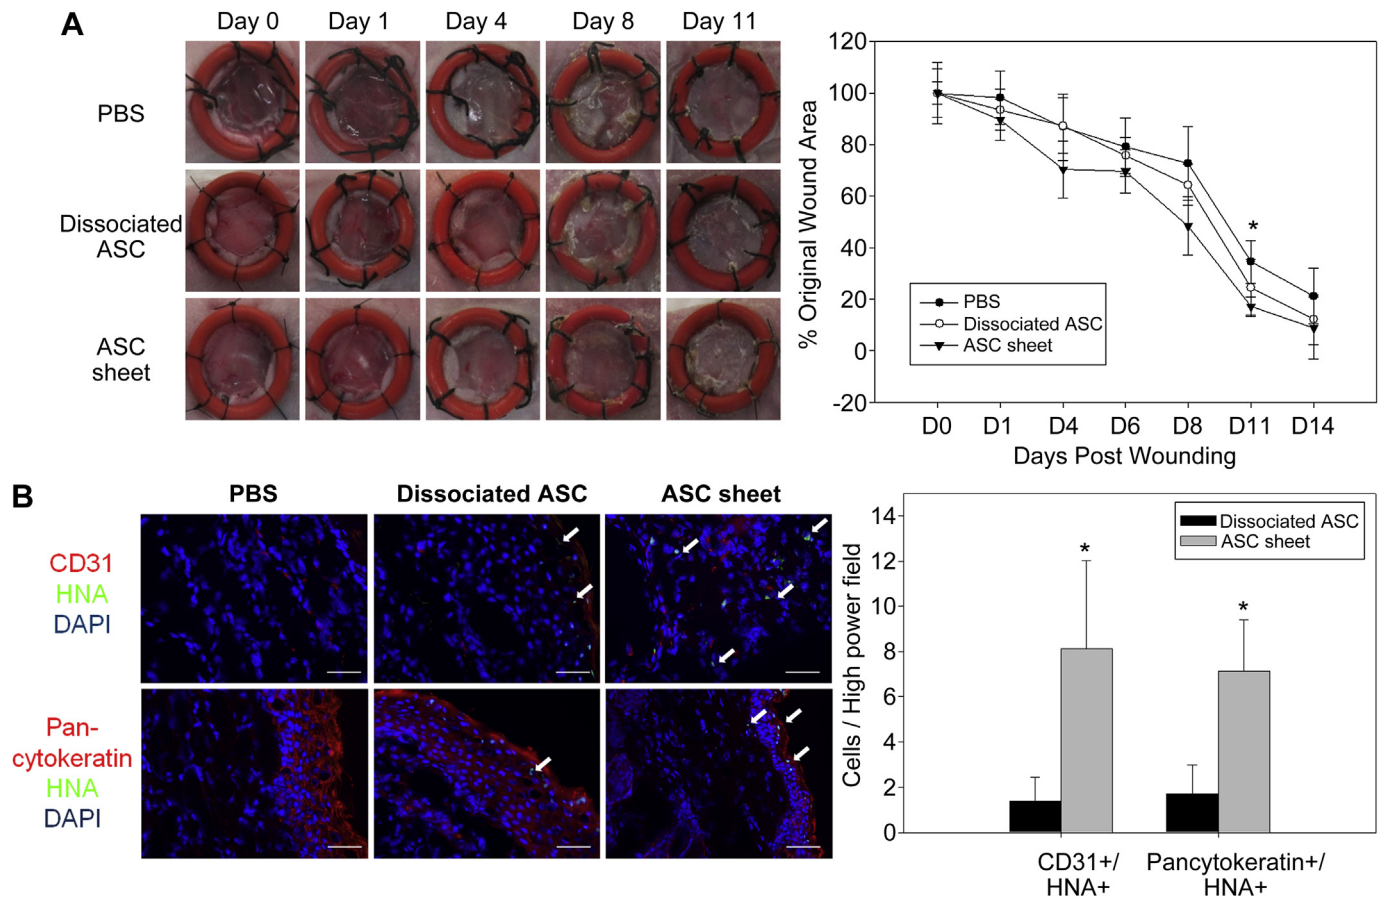 A
Day 0 Day 1 Day 4 Day 8 Day 11
PBS
Dissociated
ASC
ASC
sheet
% Original Wound Area
120
100
80
60
40
20
0
-20
*
PBS
Dissociated ASC
ASC sheet
D0 D1 D4 D6 D8 D11 D14
Days Post Wounding
B
PBS Dissociated ASC ASC sheet
CD31
HNA
DAPI
Pan-
cytokeratin
HNA
DAPI
Cells / High power field
14
12
10
8
6
4
2
0
Dissociated ASC
ASC sheet
*
*
CD31+/
HNA+
Pancytokeratin+/
HNA+